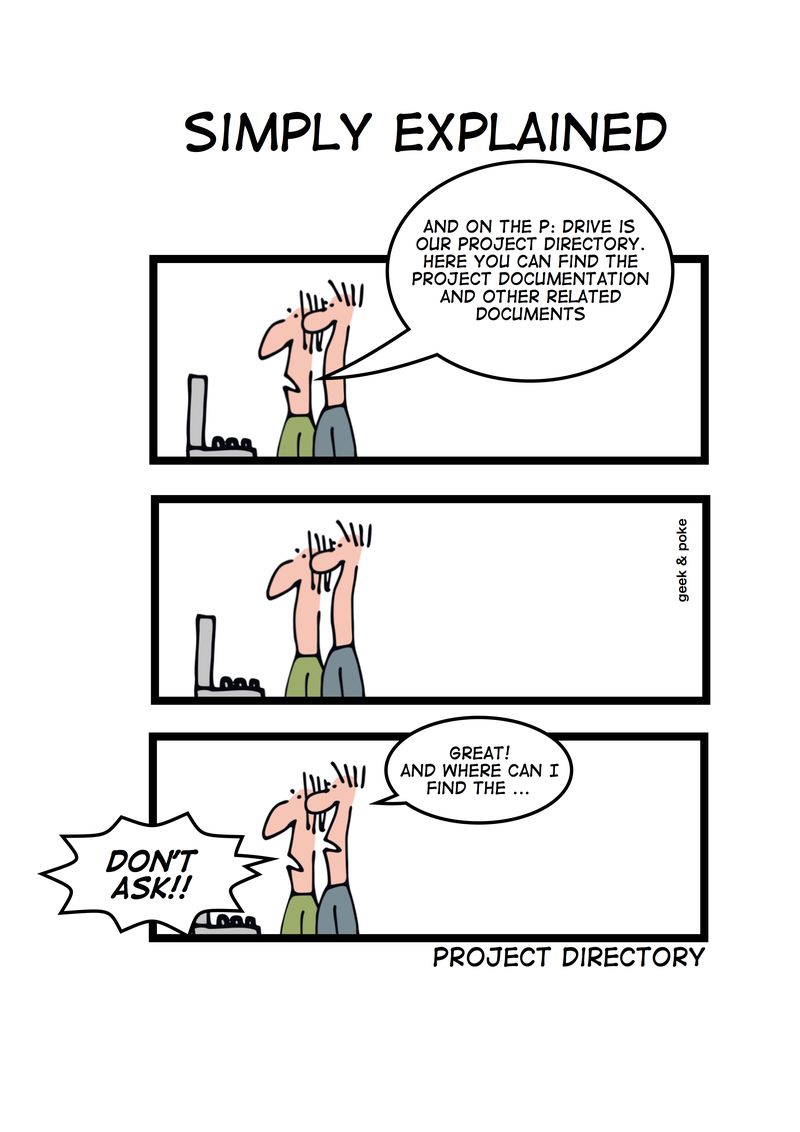 SIMPLY EXPLAINED
AND ON THE P: DRIVE IS
OUR PROJECT DIRECTORY.
HERE YOU CAN FIND THE
PROJECT DOCUMENTATION
AND OTHER RELATED
DOCUMENTS
geek & poke
GREAT!
AND WHERE CAN I
FIND THE ...
DON'T
ASK!!
PROJECT DIRECTORY